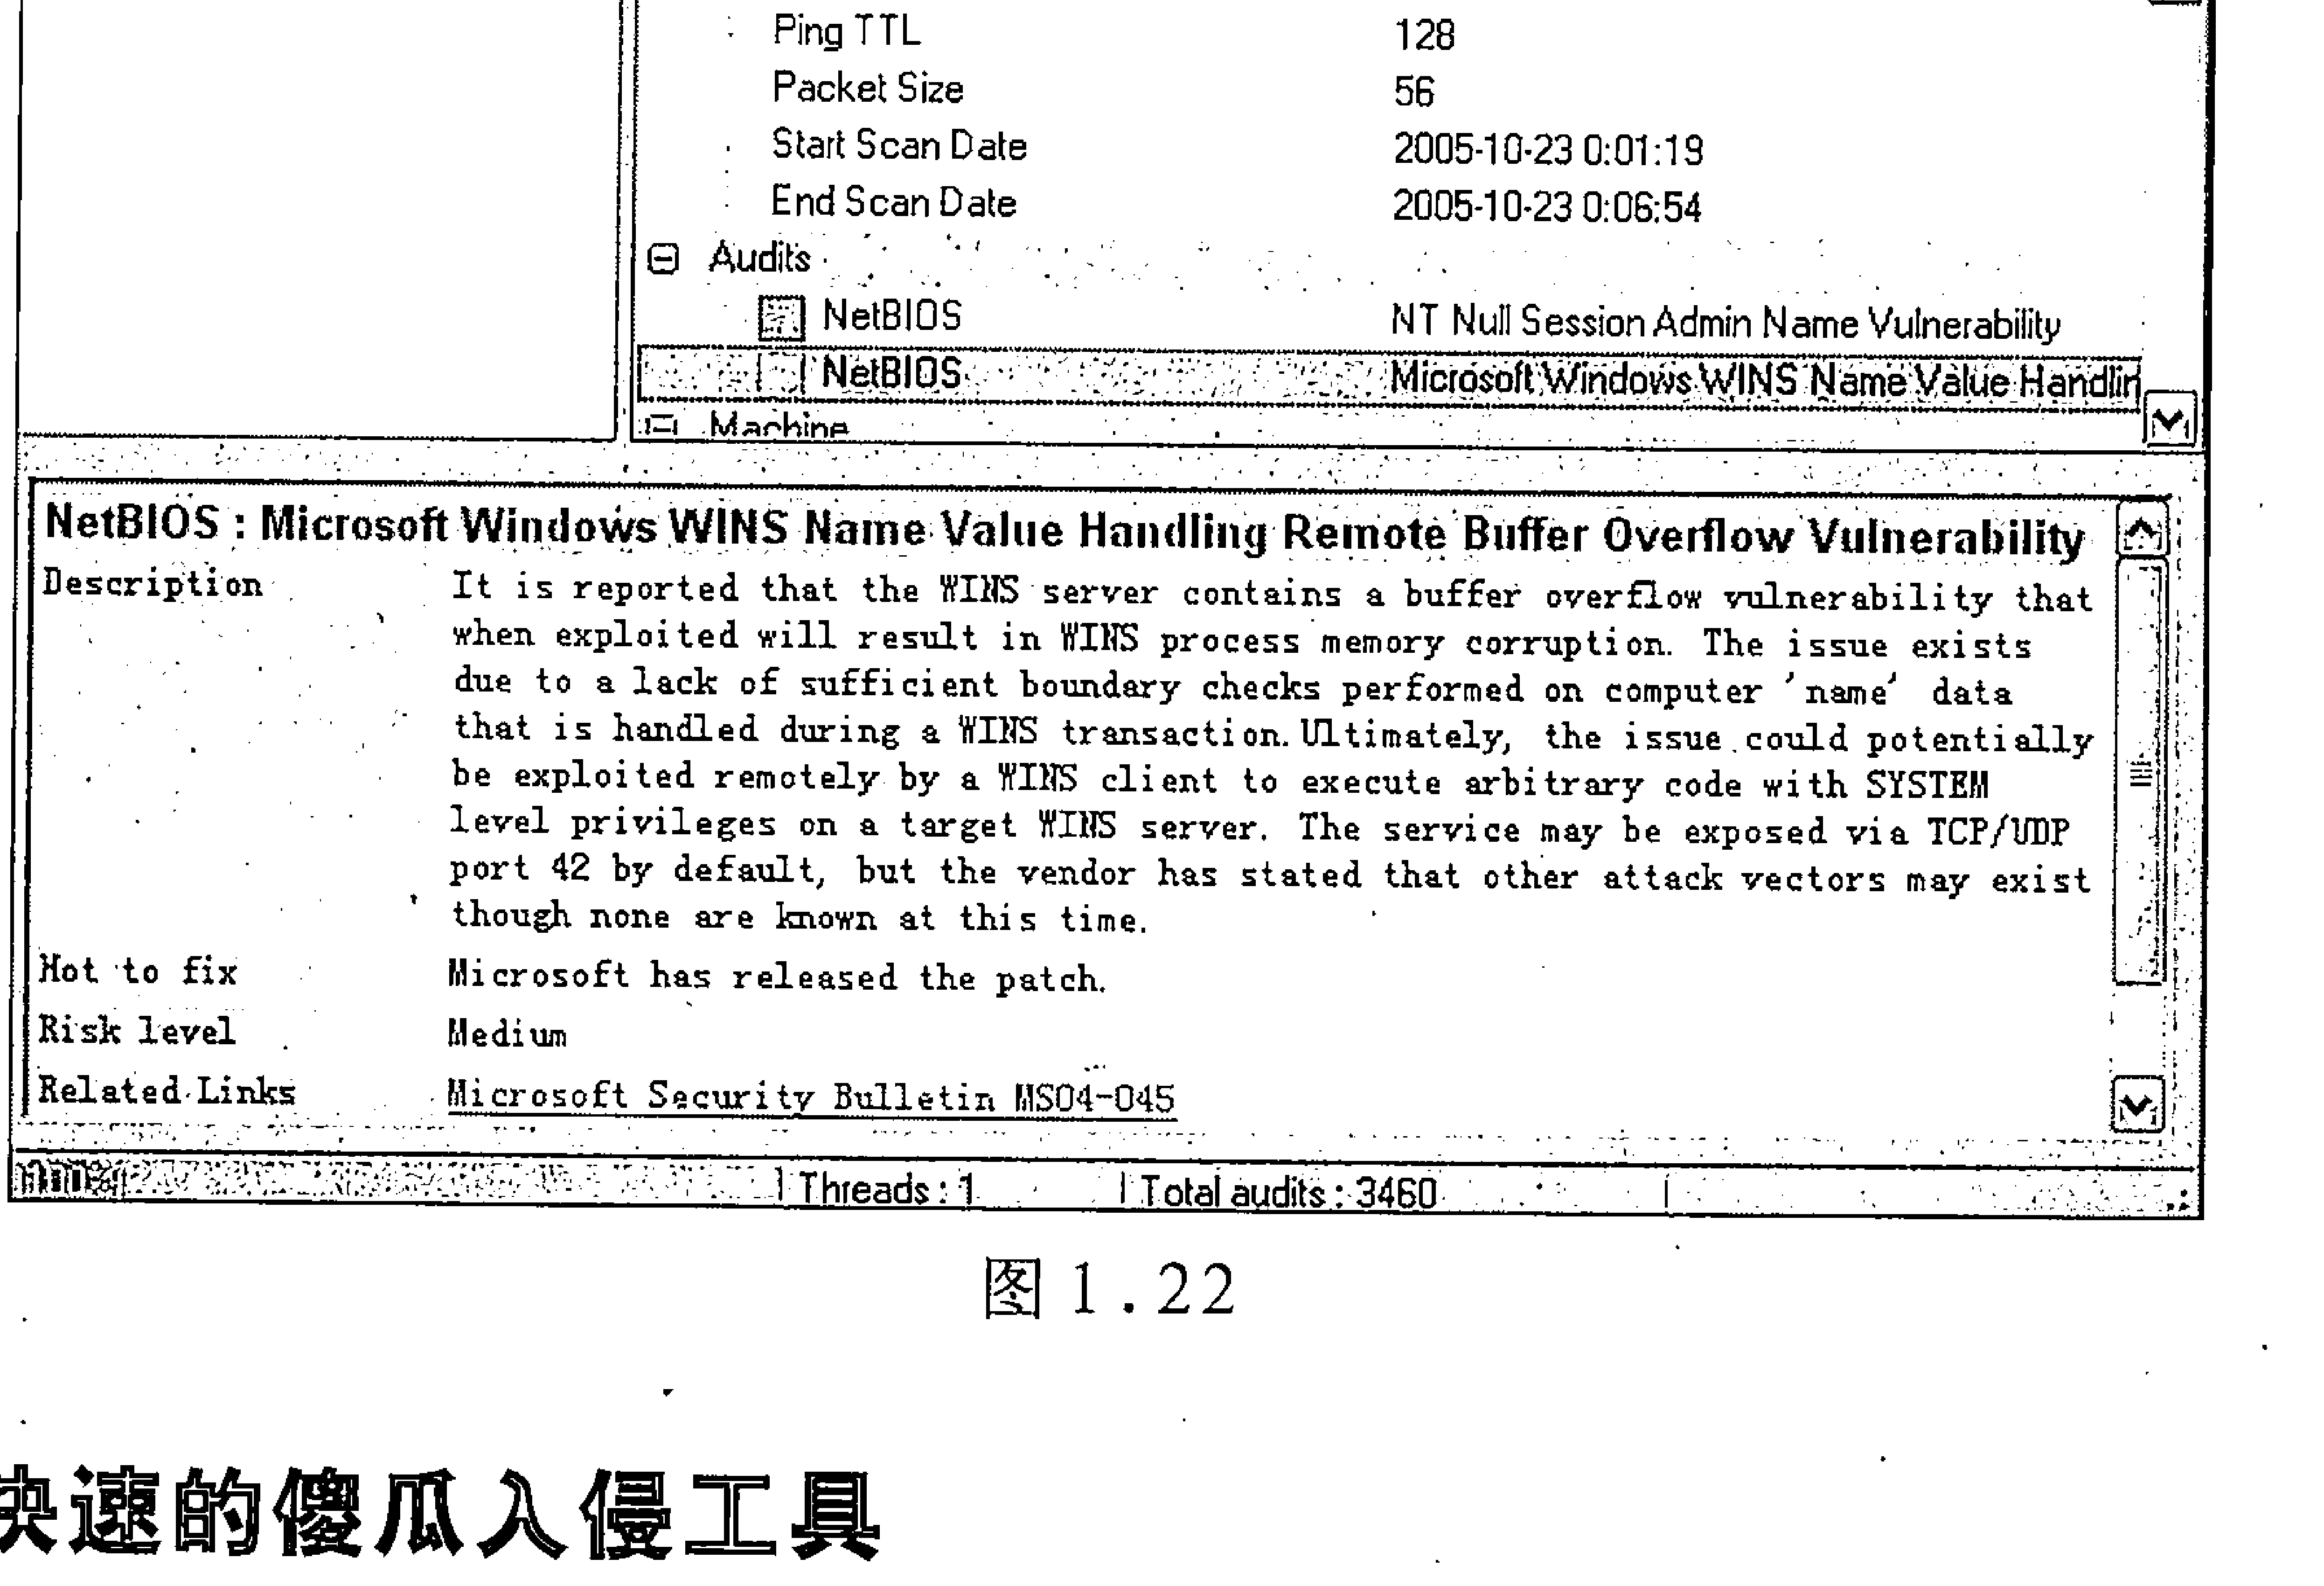 Ping TTL 128
Packet Size 56
Start Scan Date 2005-10-23 0:01:19
End Scan Date 2005-10-23 0:06:54
Audits
NetBIOS NT Null Session Admin Name Vulnerability
NetBIOS Microsoft Windows WINS Name Value Handlin
Machine
NetBIOS : Microsoft Windows WINS Name Value Handling Remote Buffer Overflow Vulnerability
Description It is reported that the WINS server contains a buffer overflow vulnerability that
when exploited will result in WINS process memory corruption. The issue exists
due to a lack of sufficient boundary checks performed on computer 'name' data
that is handled during a WINS transaction. Ultimately, the issue could potentially
be exploited remotely by a WINS client to execute arbitrary code with SYSTEM
level privileges on a target WINS server. The service may be exposed via TCP/UDP
port 42 by default, but the vendor has stated that other attack vectors may exist
though none are known at this time.
Hot to fix Microsoft has released the patch.
Risk level Medium
Related Links Microsoft Security Bulletin MS04-045
Threads : 1 Total audits : 3460
图 1.22
快速的傻瓜入侵工具